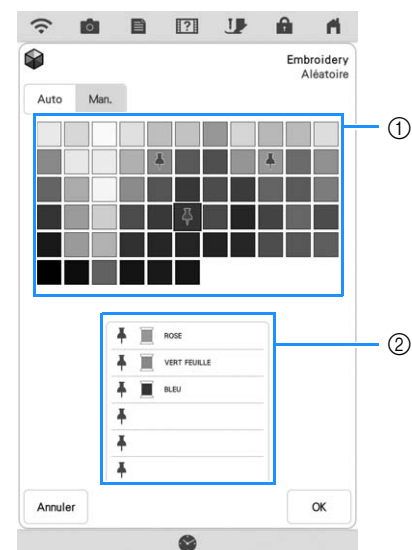 Embroidery
Aléatoire
Auto Man.
①
②
ROSE
VERT FEUILLE
BLEU
Annuler OK